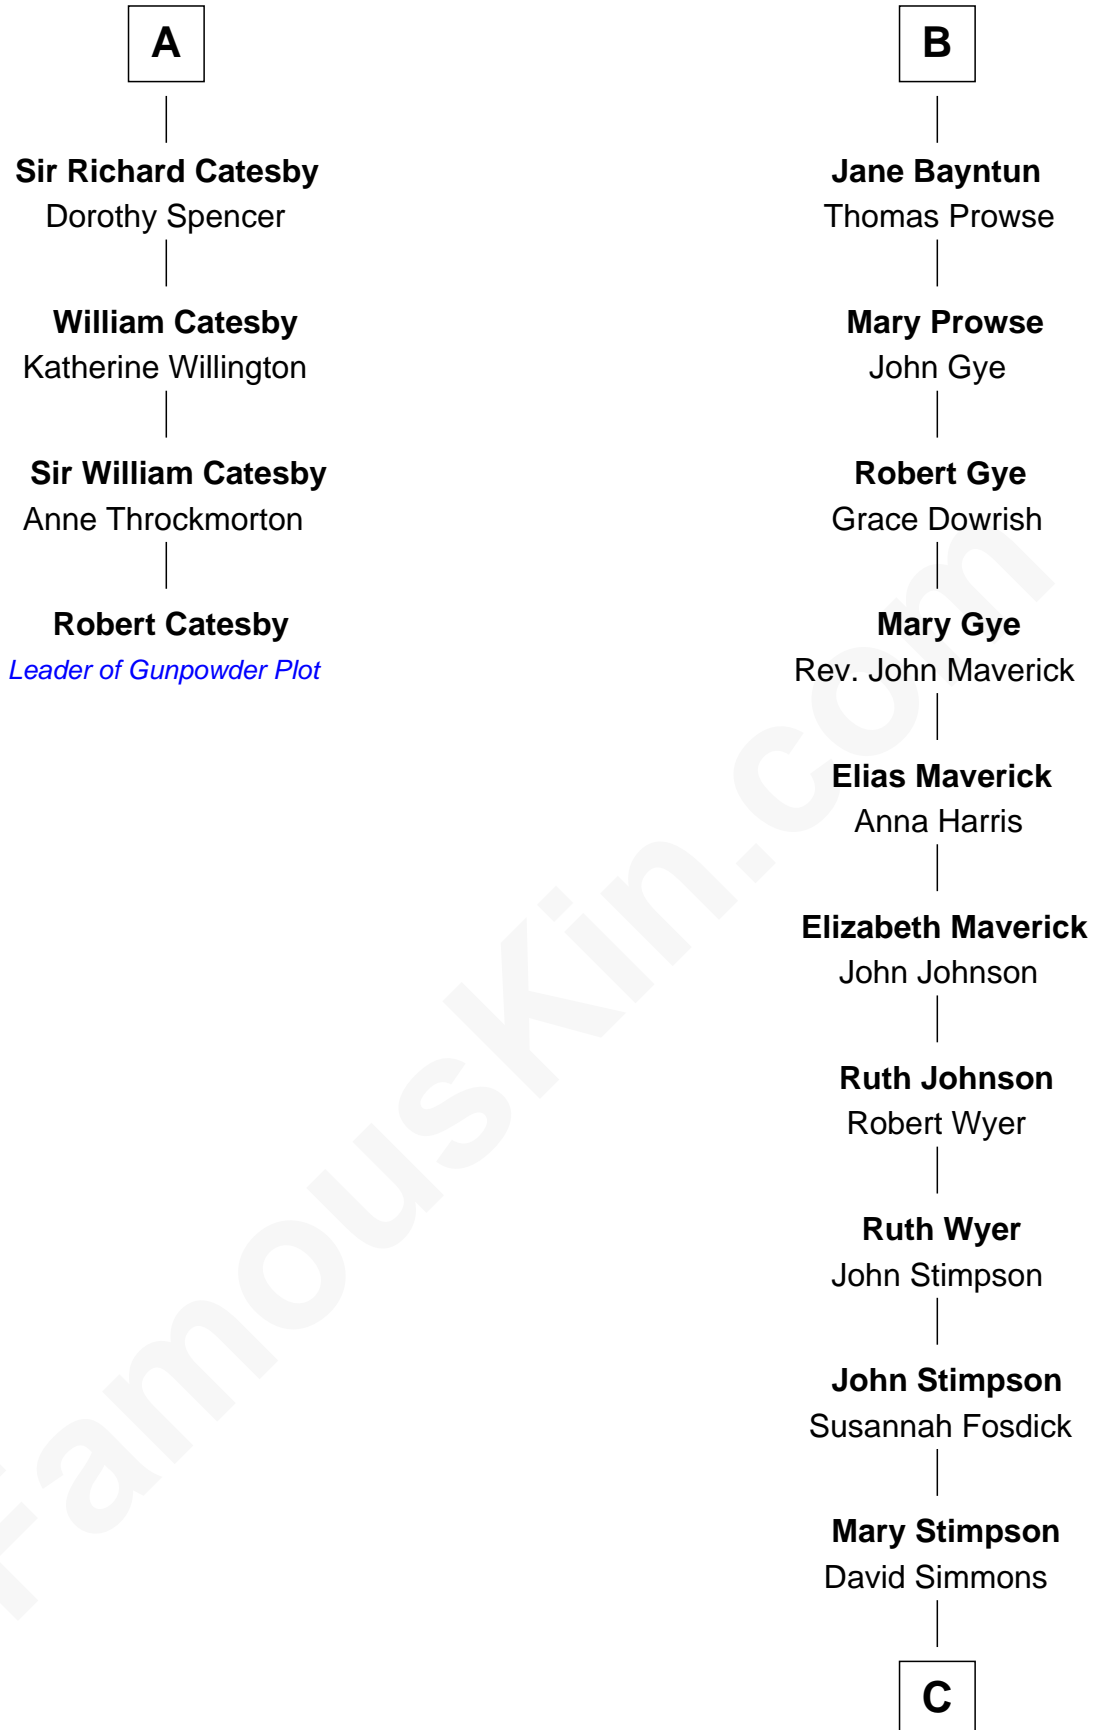 A
Sir Richard Catesby
Dorothy Spencer
William Catesby
Katherine Willington
Sir William Catesby
Anne Throckmorton
Robert Catesby
Leader of Gunpowder Plot
B
Jane Bayntun
Thomas Prowse
Mary Prowse
John Gye
Robert Gye
Grace Dowrish
Mary Gye
Rev. John Maverick
Elias Maverick
Anna Harris
Elizabeth Maverick
John Johnson
Ruth Johnson
Robert Wyer
Ruth Wyer
John Stimpson
John Stimpson
Susannah Fosdick
Mary Stimpson
David Simmons
C
FamousKin.com